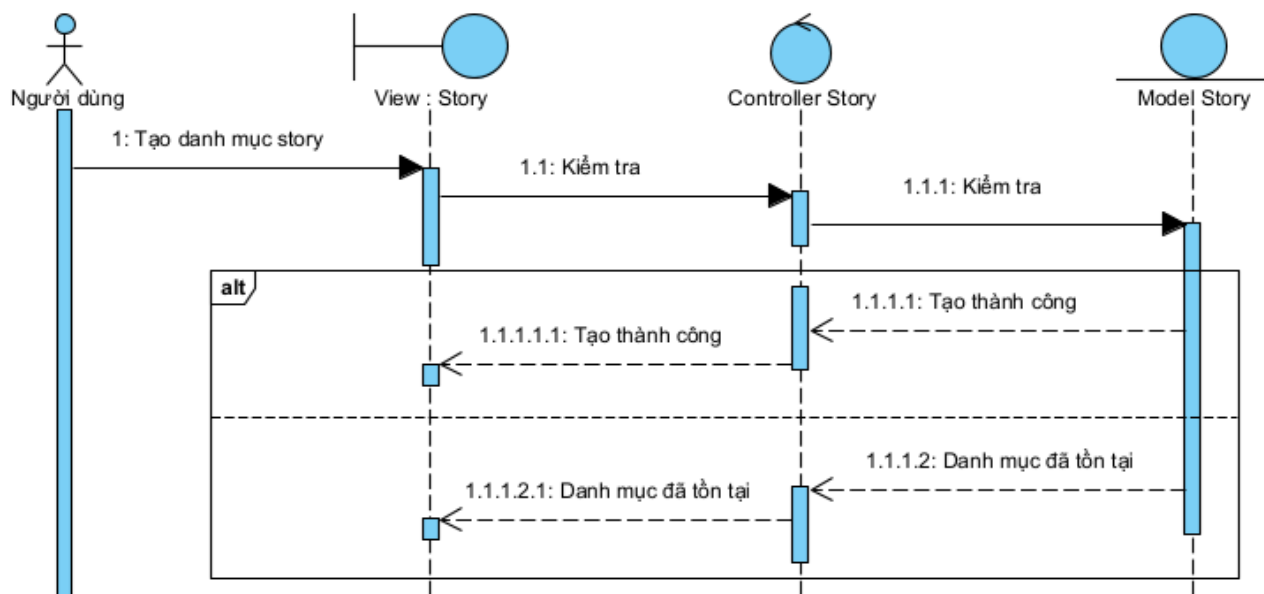 Người dùng
View : Story
Controller Story
Model Story
1: Tạo danh mục story
1.1: Kiểm tra
1.1.1: Kiểm tra
alt
1.1.1.1: Tạo thành công
1.1.1.1.1: Tạo thành công
1.1.1.2: Danh mục đã tồn tại
1.1.1.2.1: Danh mục đã tồn tại